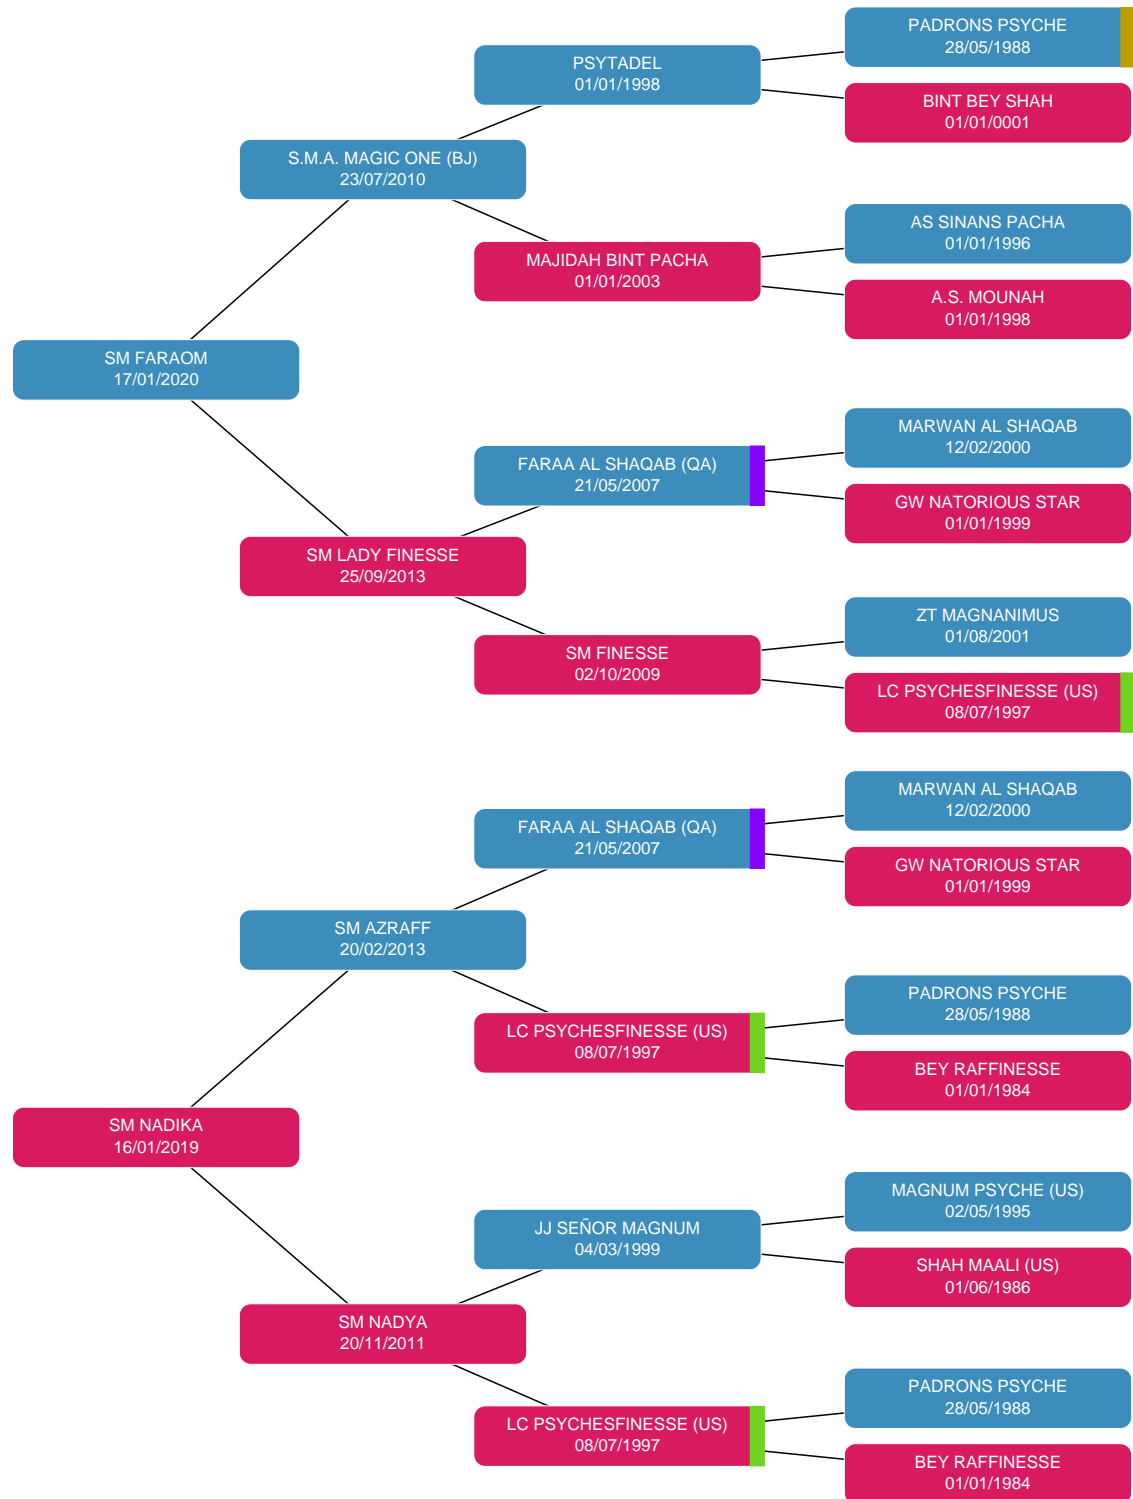 PADRONS PSYCHE
28/05/1988
PSYTADEL
01/01/1998
BINT BEY SHAH
01/01/0001
S.M.A. MAGIC ONE (BJ)
23/07/2010
AS SINANS PACHA
01/01/1996
MAJIDAH BINT PACHA
01/01/2003
A.S. MOUNAH
01/01/1998
SM FARAOM
17/01/2020
MARWAN AL SHAQAB
12/02/2000
FARAA AL SHAQAB (QA)
21/05/2007
GW NATORIOUS STAR
01/01/1999
SM LADY FINESSE
25/09/2013
ZT MAGNANIMUS
01/08/2001
SM FINESSE
02/10/2009
LC PSYCHESFINESSE (US)
08/07/1997
MARWAN AL SHAQAB
12/02/2000
FARAA AL SHAQAB (QA)
21/05/2007
GW NATORIOUS STAR
01/01/1999
SM AZRAFF
20/02/2013
PADRONS PSYCHE
28/05/1988
LC PSYCHESFINESSE (US)
08/07/1997
BEY RAFFINESSE
01/01/1984
SM NADIKA
16/01/2019
MAGNUM PSYCHE (US)
02/05/1995
JJ SEÑOR MAGNUM
04/03/1999
SHAH MAALI (US)
01/06/1986
SM NADYA
20/11/2011
PADRONS PSYCHE
28/05/1988
LC PSYCHESFINESSE (US)
08/07/1997
BEY RAFFINESSE
01/01/1984